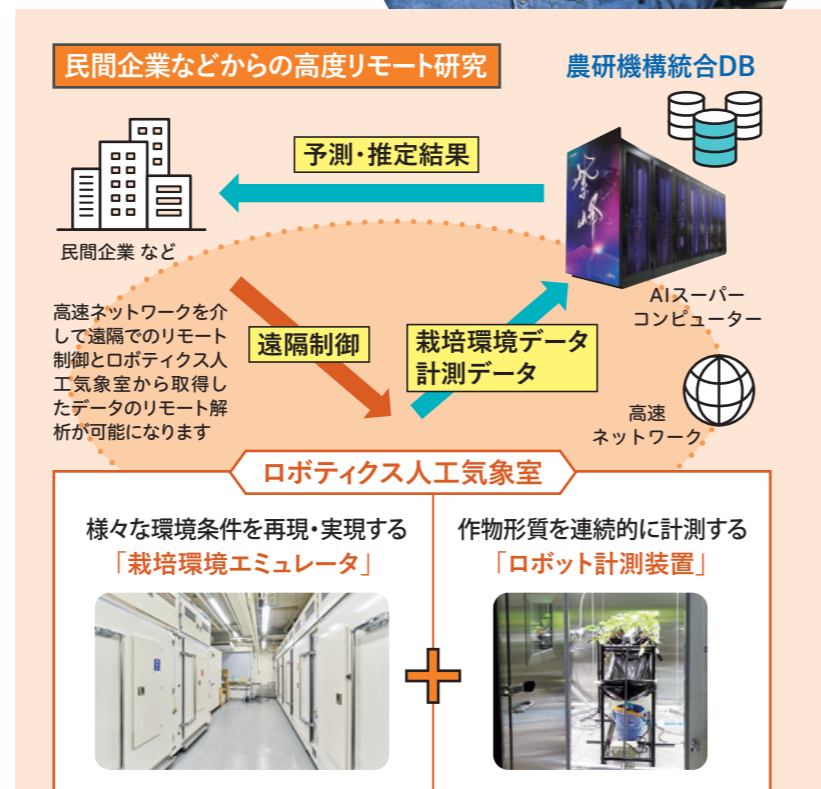 民間企業などからの高度リモート研究
農研機構統合DB
予測・推定結果
紫峰
民間企業 など
AIスーパー
コンピューター
高速ネットワークを介
して遠隔でのリモート
制御とロボティクス人
工気象室から取得し
たデータのリモート解
析が可能になります
遠隔制御
栽培環境データ
計測データ
高速
ネットワーク
ロボティクス人工気象室
様々な環境条件を再現・実現する
「栽培環境エミュレータ」
作物形質を連続的に計測する
「ロボット計測装置」